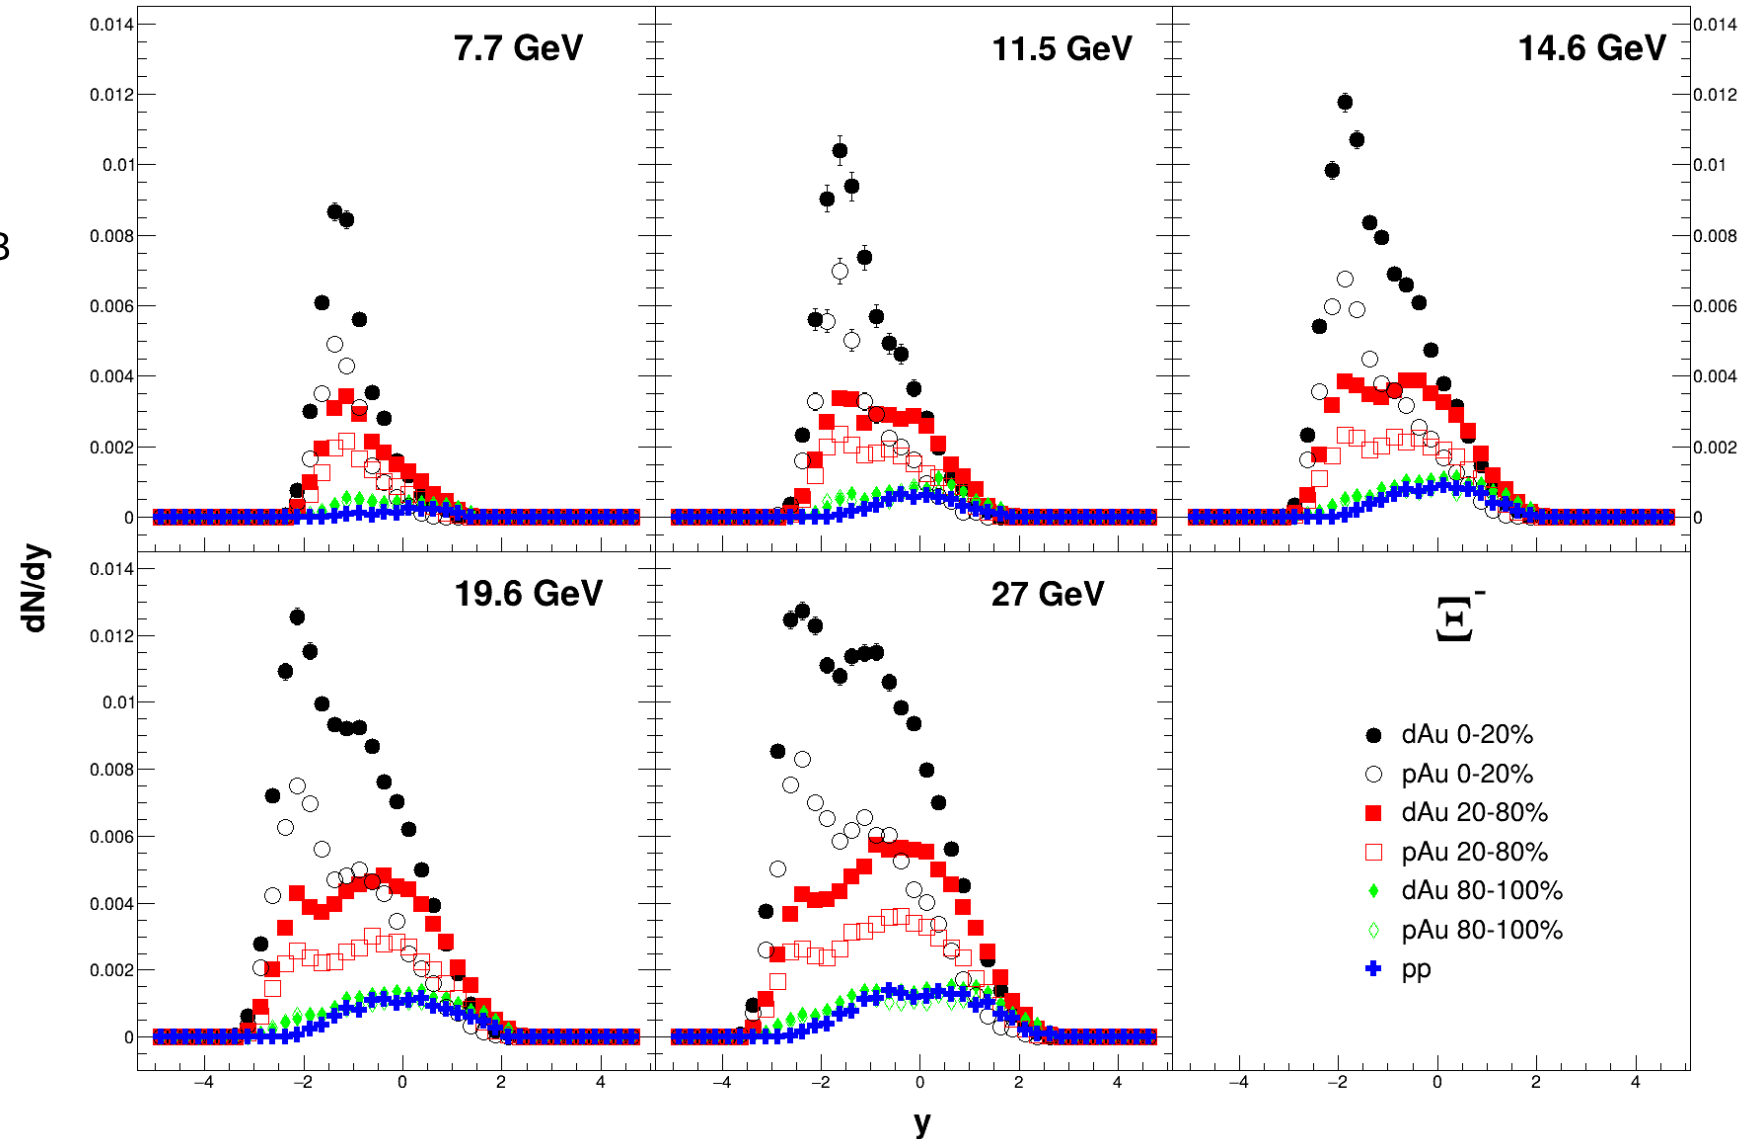 7.7 GeV
11.5 GeV
14.6 GeV
0.014
0.012
0.01
0.008
0.006
0.004
0.002
0
0.014
0.012
0.01
0.008
0.006
0.004
0.002
0
3
19.6 GeV
27 GeV
Ξ⁻
0.014
0.012
0.01
0.008
0.006
0.004
0.002
0
dN/dy
dAu 0-20%
pAu 0-20%
dAu 20-80%
pAu 20-80%
dAu 80-100%
pAu 80-100%
pp
−4 −2 0 2 4
−4 −2 0 2 4
−4 −2 0 2 4
y